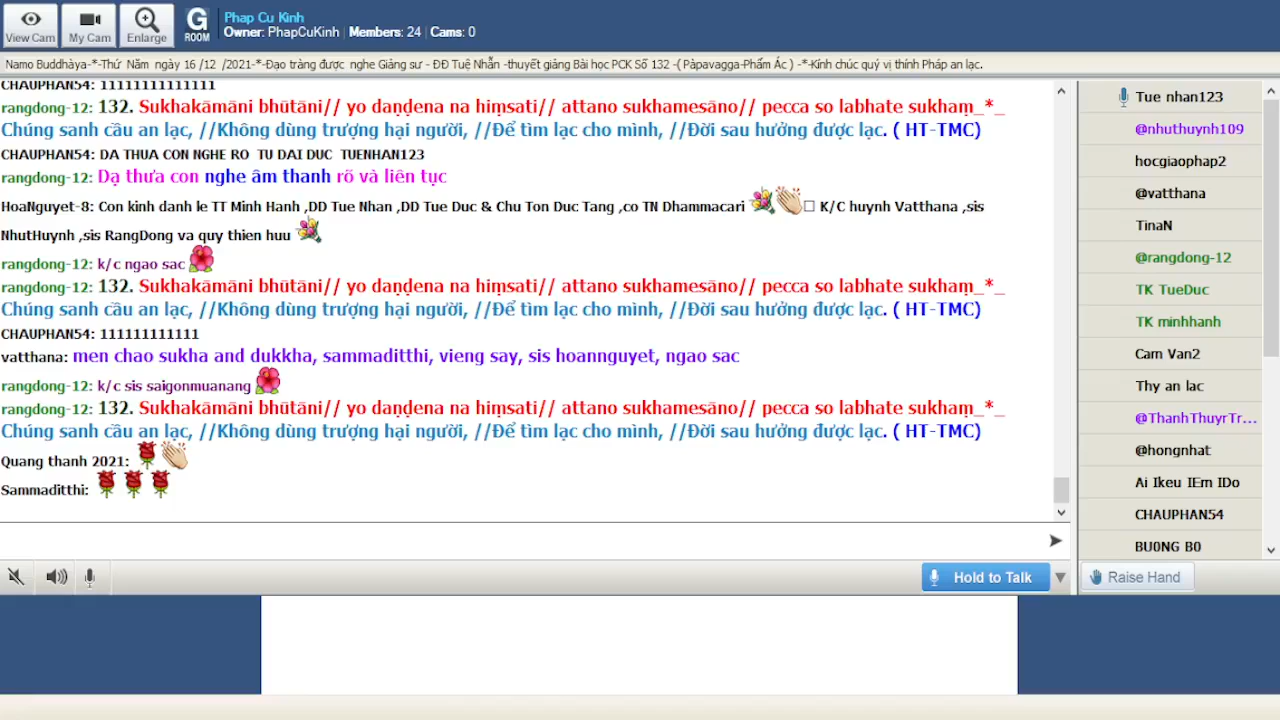 View Cam
My Cam
Enlarge
G
ROOM
Phap Cu Kinh
Owner: PhapCuKinh | Members: 24 | Cams: 0
Namo Buddhàya-*-Thứ Năm ngày 16 /12 /2021-*-Đạo tràng được nghe Giảng sư - ĐĐ Tuệ Nhẫn -thuyết giảng Bài học PCK Số 132 -( Pàpavagga-Phẩm Ác ) -*-Kính chúc quý vị thính Pháp an lạc.
CHAUPHAN54: 11111111111111
rangdong-12: 132. Sukhakāmāni bhūtāni// yo daṇḍena na hiṃsati// attano sukhamesāno// pecca so labhate sukhaṃ_*_
Chúng sanh cầu an lạc, //Không dùng trượng hại người, //Để tìm lạc cho mình, //Đời sau hưởng được lạc. ( HT-TMC)
CHAUPHAN54: DA THUA CON NGHE RO TU DAI DUC TUENHAN123
rangdong-12: Dạ thưa con nghe âm thanh rõ và liên tục
HoaNguyet-8: Con kinh danh le TT Minh Hanh ,DD Tue Nhan ,DD Tue Duc & Chu Ton Duc Tang ,co TN Dhammacari K/C huynh Vatthana ,sis
NhutHuynh ,sis RangDong va quy thien huu
rangdong-12: k/c ngao sac
rangdong-12: 132. Sukhakāmāni bhūtāni// yo daṇḍena na hiṃsati// attano sukhamesāno// pecca so labhate sukhaṃ_*_
Chúng sanh cầu an lạc, //Không dùng trượng hại người, //Để tìm lạc cho mình, //Đời sau hưởng được lạc. ( HT-TMC)
CHAUPHAN54: 111111111111
vatthana: men chao sukha and dukkha, sammaditthi, vieng say, sis hoannguyet, ngao sac
rangdong-12: k/c sis saigonmuanang
rangdong-12: 132. Sukhakāmāni bhūtāni// yo daṇḍena na hiṃsati// attano sukhamesāno// pecca so labhate sukhaṃ_*_
Chúng sanh cầu an lạc, //Không dùng trượng hại người, //Để tìm lạc cho mình, //Đời sau hưởng được lạc. ( HT-TMC)
Quang thanh 2021:
Sammaditthi:
Hold to Talk
Tue nhan123
@nhuthuynh109
hocgiaophap2
@vatthana
TinaN
@rangdong-12
TK TueDuc
TK minhhanh
Cam Van2
Thy an lac
@ThanhThuyrTr...
@hongnhat
Ai Ikeu IEm IDo
CHAUPHAN54
BU0NG B0
Raise Hand